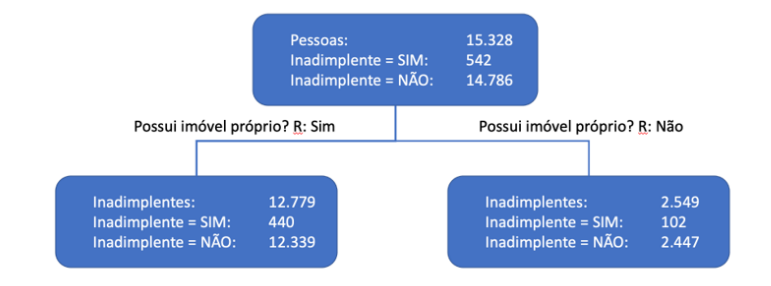 Pessoas: 15.328
Inadimplente = SIM: 542
Inadimplente = NÃO: 14.786
Possui imóvel próprio? R: Sim
Possui imóvel próprio? R: Não
Inadimplentes: 12.779
Inadimplente = SIM: 440
Inadimplente = NÃO: 12.339
Inadimplentes: 2.549
Inadimplente = SIM: 102
Inadimplente = NÃO: 2.447